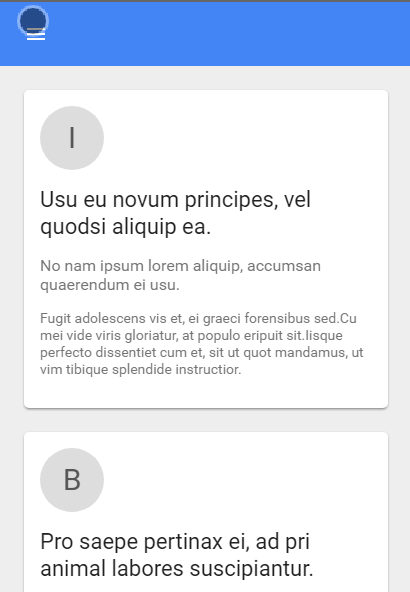 I
Usu eu novum principes, vel
quodsi aliquip ea.
No nam ipsum lorem aliquip, accumsan
quaerendum ei usu.
Fugit adolescens vis et, ei graeci forensibus sed.Cu
mei vide viris gloriatur, at populo eripuit sit.Iisque
perfecto dissentiet cum et, sit ut quot mandamus, ut
vim tibique splendide instructior.
B
Pro saepe pertinax ei, ad pri
animal labores suscipiantur.